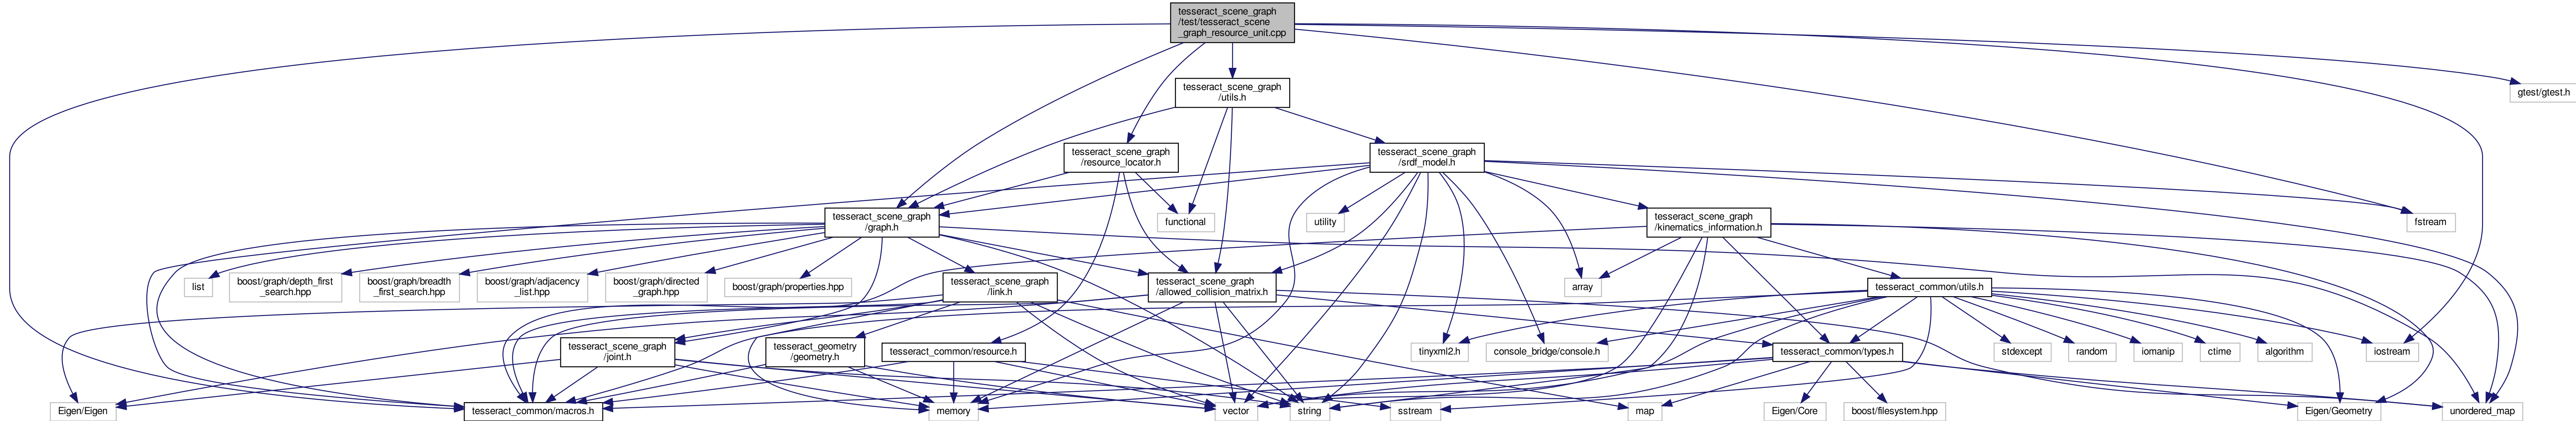 tesseract_scene_graph
/test/tesseract_scene
_graph_resource_unit.cpp
tesseract_scene_graph
/utils.h
gtest/gtest.h
tesseract_scene_graph
/resource_locator.h
tesseract_scene_graph
/srdf_model.h
tesseract_scene_graph
/graph.h
functional
utility
tesseract_scene_graph
/kinematics_information.h
fstream
list
boost/graph/depth_first
_search.hpp
boost/graph/breadth
_first_search.hpp
boost/graph/adjacency
_list.hpp
boost/graph/directed
_graph.hpp
boost/graph/properties.hpp
tesseract_scene_graph
/link.h
tesseract_scene_graph
/allowed_collision_matrix.h
array
tesseract_common/utils.h
tesseract_scene_graph
/joint.h
tesseract_geometry
/geometry.h
tesseract_common/resource.h
tinyxml2.h
console_bridge/console.h
tesseract_common/types.h
stdexcept
random
iomanip
ctime
algorithm
iostream
Eigen/Eigen
tesseract_common/macros.h
memory
vector
string
sstream
map
Eigen/Core
boost/filesystem.hpp
Eigen/Geometry
unordered_map